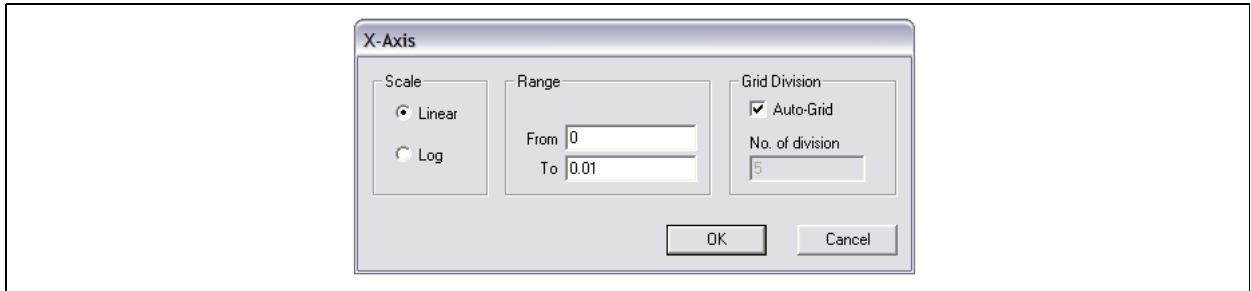 X-Axis
Scale
Linear
Log
Range
From 0
To 0.01
Grid Division
Auto-Grid
No. of division
5
OK
Cancel